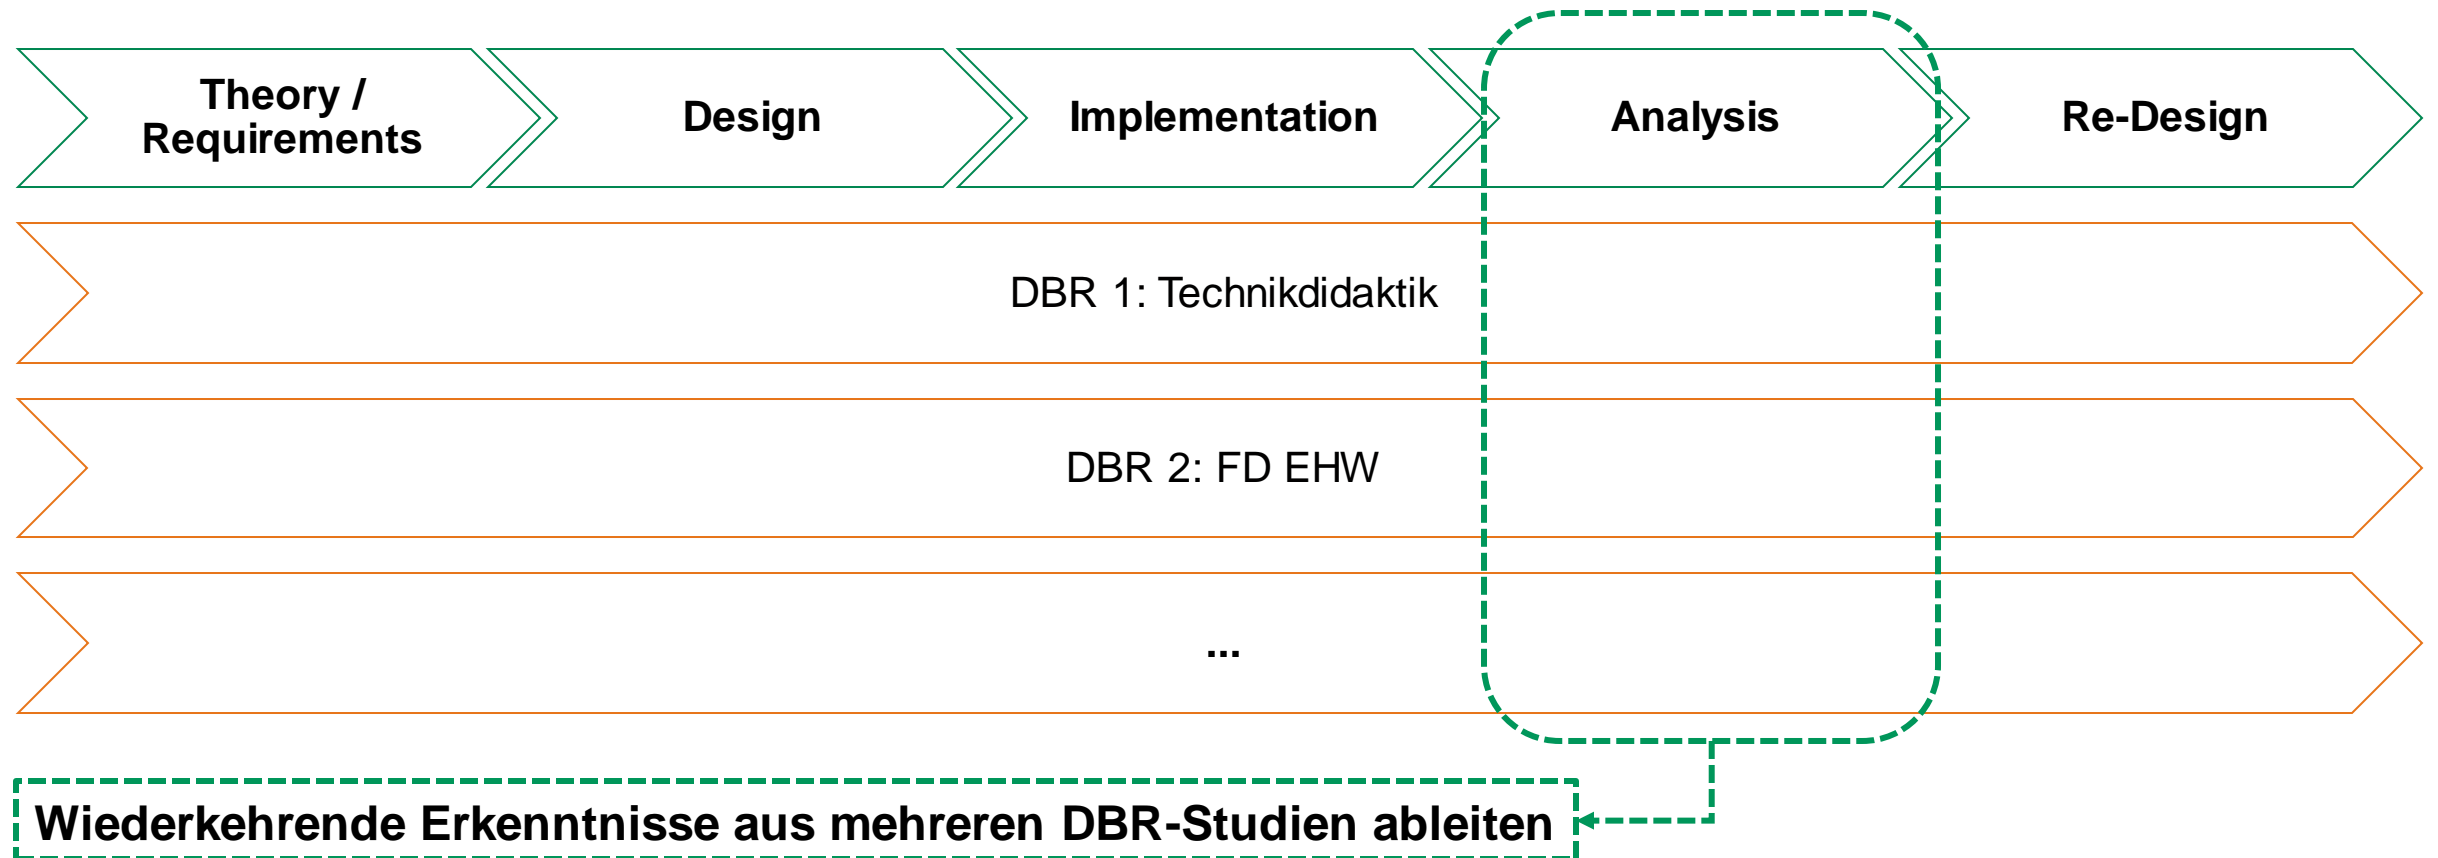 Theory /
Requirements
Design
Implementation
Analysis
Re-Design
DBR 1: Technikdidaktik
DBR 2: FD EHW
...
Wiederkehrende Erkenntnisse aus mehreren DBR-Studien ableiten